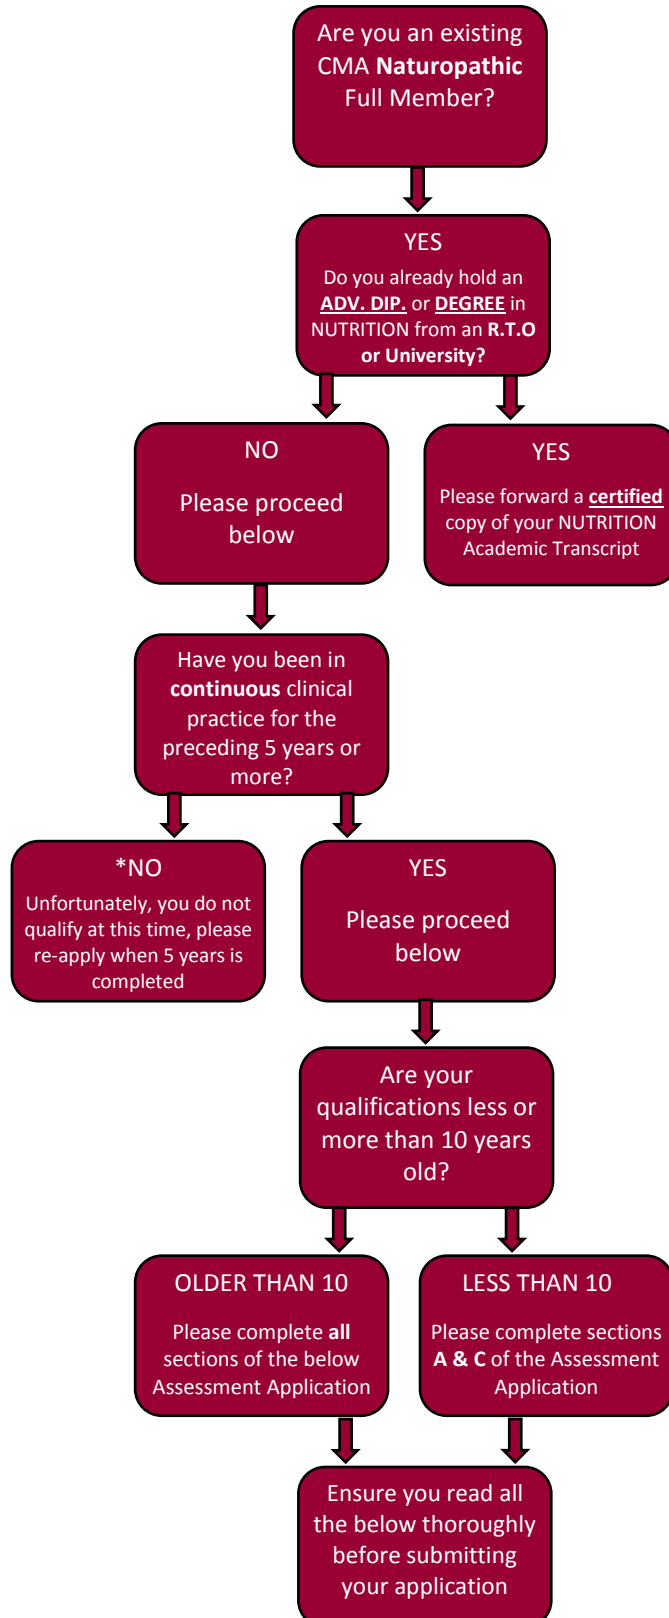 Are you an existing
CMA Naturopathic
Full Member?
YES
Do you already hold an
ADV. DIP. or DEGREE in
NUTRITION from an R.T.O
or University?
NO
Please proceed
below
YES
Please forward a certified
copy of your NUTRITION
Academic Transcript
Have you been in
continuous clinical
practice for the
preceding 5 years or
more?
*NO
Unfortunately, you do not
qualify at this time, please
re-apply when 5 years is
completed
YES
Please proceed
below
Are your
qualifications less or
more than 10 years
old?
OLDER THAN 10
Please complete all
sections of the below
Assessment Application
LESS THAN 10
Please complete sections
A & C of the Assessment
Application
Ensure you read all
the below thoroughly
before submitting
your application